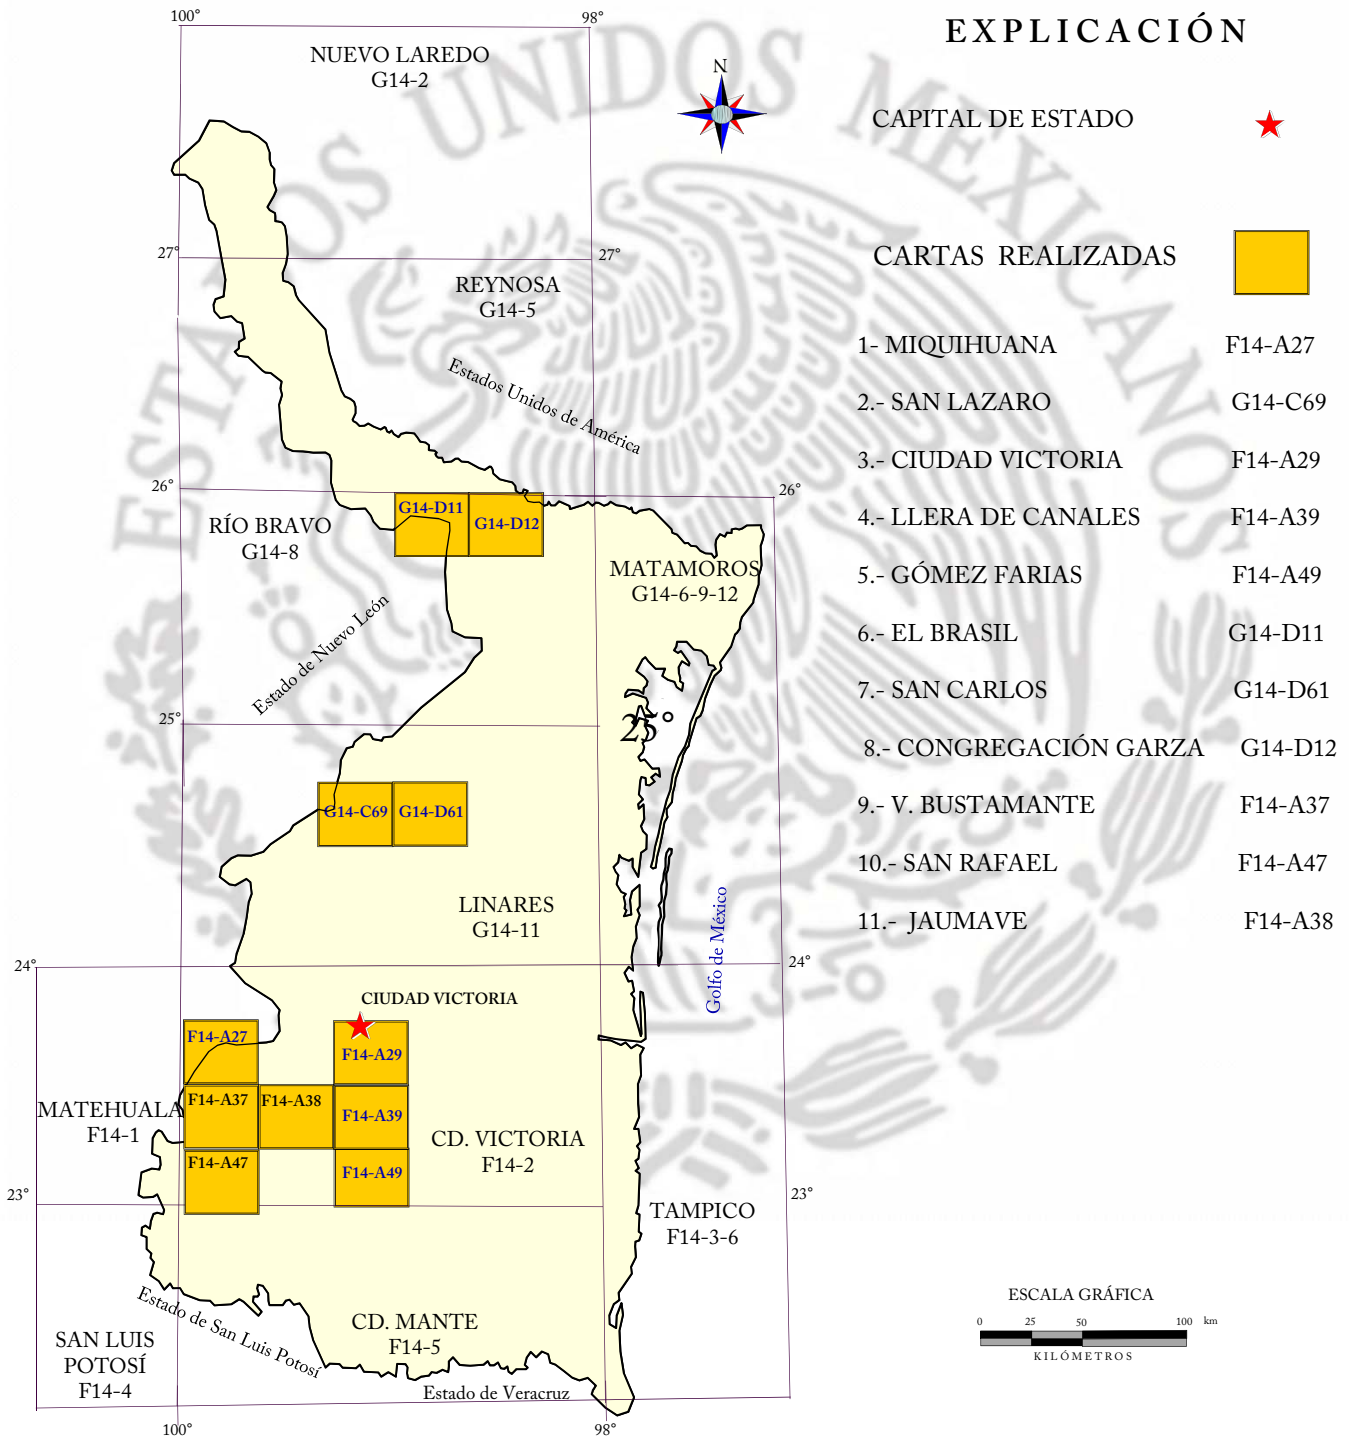 100°
98°
NUEVO LAREDO
G14-2
N
27°
27°
REYNOSA
G14-5
Estados Unidos de América
26°
26°
G14-D11
G14-D12
RÍO BRAVO
G14-8
MATAMOROS
G14-6-9-12
Estado de Nuevo León
25°
25°
G14-C69
G14-D61
LINARES
G14-11
Golfo de México
24°
24°
CIUDAD VICTORIA
F14-A27
F14-A29
F14-A37
F14-A38
F14-A39
MATEHUALA
F14-1
CD. VICTORIA
F14-2
F14-A47
F14-A49
23°
23°
TAMPICO
F14-3-6
Estado de San Luis Potosí
CD. MANTE
F14-5
SAN LUIS
POTOSÍ
F14-4
Estado de Veracruz
100°
98°
EXPLICACIÓN
CAPITAL DE ESTADO
CARTAS REALIZADAS
1- MIQUIHUANA F14-A27
2.- SAN LAZARO G14-C69
3.- CIUDAD VICTORIA F14-A29
4.- LLERA DE CANALES F14-A39
5.- GÓMEZ FARIAS F14-A49
6.- EL BRASIL G14-D11
7.- SAN CARLOS G14-D61
8.- CONGREGACIÓN GARZA G14-D12
9.- V. BUSTAMANTE F14-A37
10.- SAN RAFAEL F14-A47
11.- JAUMAVE F14-A38
ESCALA GRÁFICA
0 25 50 100 km
KILÓMETROS
ESTADOS UNIDOS MEXICANOS